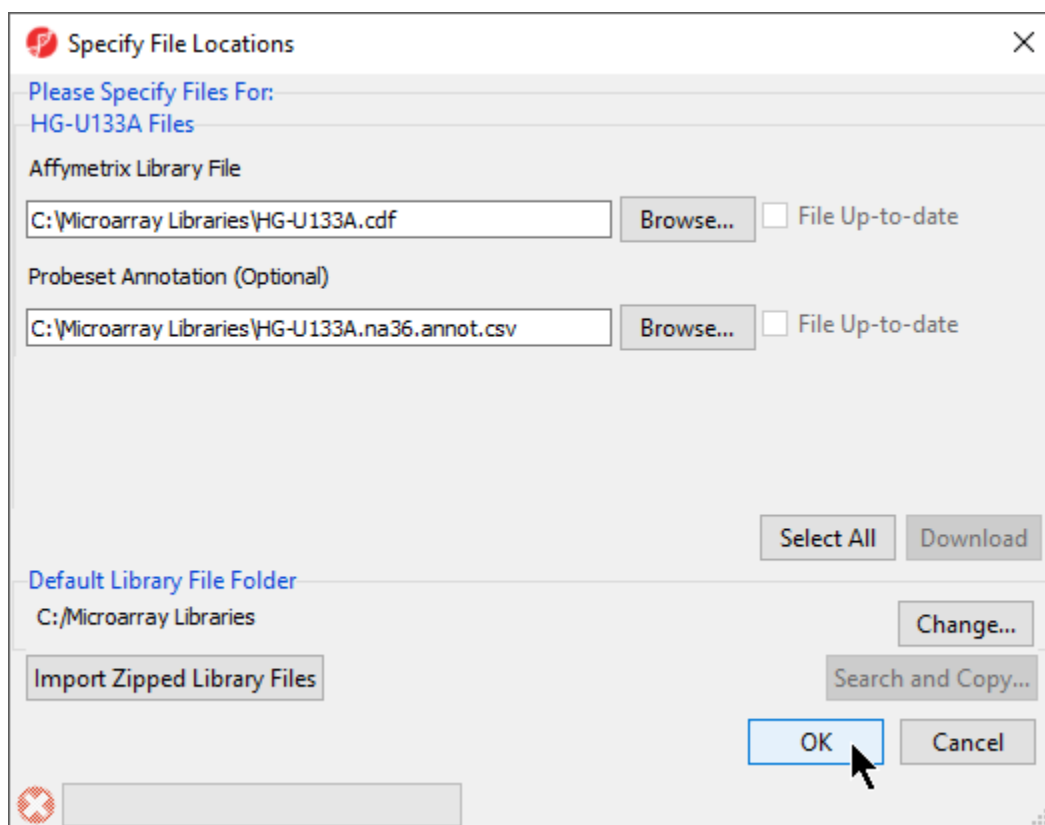 Specify File Locations
Please Specify Files For:
HG-U133A Files
Affymetrix Library File
C:\Microarray Libraries\HG-U133A.cdf Browse... File Up-to-date
Probeset Annotation (Optional)
C:\Microarray Libraries\HG-U133A.na36.annot.csv Browse... File Up-to-date
Select All Download
Default Library File Folder
C:/Microarray Libraries
Change...
Import Zipped Library Files Search and Copy...
OK Cancel